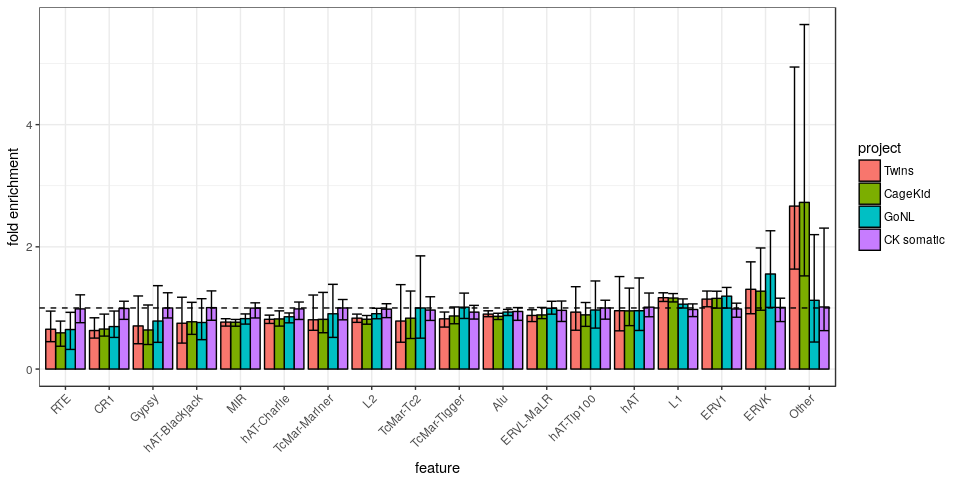 fold enrichment
4
2
0
RTE
CR1
Gypsy
hAT-Blackjack
MIR
hAT-Charlie
TcMar-Mariner
L2
TcMar-Tc2
TcMar-Tigger
Alu
ERVL-MaLR
hAT-Tip100
hAT
L1
ERV1
ERVK
Other
feature
project
Twins
CageKid
GoNL
CK somatic